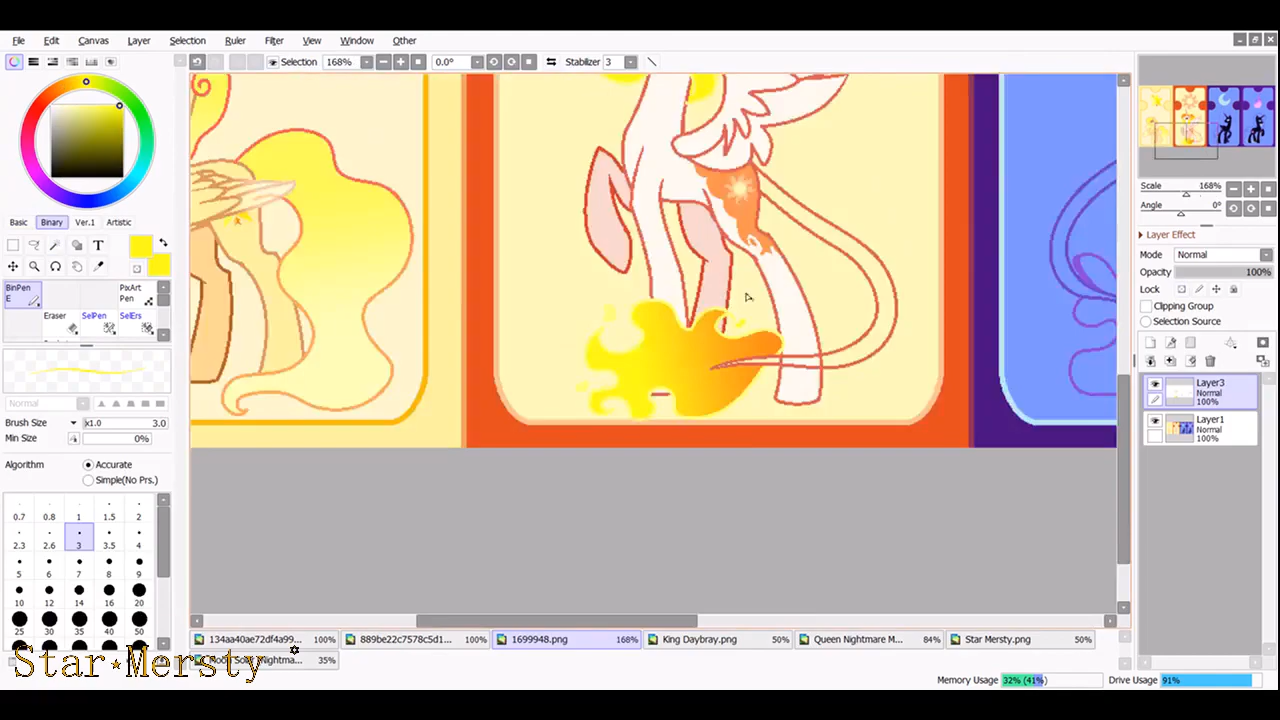 File Edit Canvas Layer Selection Ruler Filter View Window Other
Selection 168% 0.0° Stabilizer 3
Basic Binary Ver.1 Artistic
T
BinPen
E
PixArt
Pen
Eraser SelPen SelErs
Normal
Brush Size x1.0 3.0
Min Size 0%
Algorithm Accurate
Simple(No Prs.)
0.7 0.8 1 1.5 2
2.3 2.6 3 3.5 4
5 6 7 8 9
10 12 14 16 20
25 30 35 40 50
Scale 168%
Angle 0°
Layer Effect
Mode Normal
Opacity 100%
Lock
Clipping Group
Selection Source
Layer3
Normal
100%
Layer1
Normal
100%
134aa40ae72df4a99... 100% 889be22c7578c5d1... 100% 1699948.png 168% King Daybray.png 50% Queen Nightmare M... 84% Star Mersty.png 50%
35%
Star★Mersty
Memory Usage 32% (41%) Drive Usage 91%